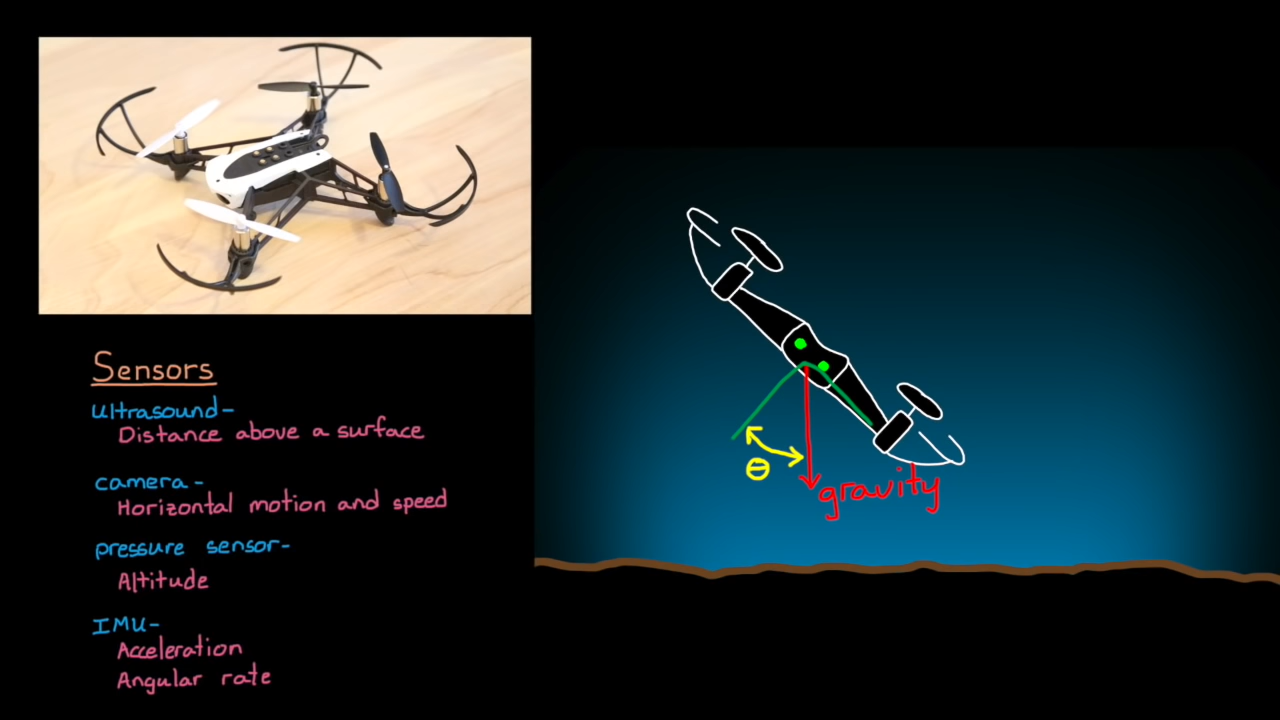 Sensors
ultrasound-
Distance above a surface
camera-
Horizontal motion and speed
pressure sensor-
Altitude
IMU-
Acceleration
Angular rate
θ
gravity